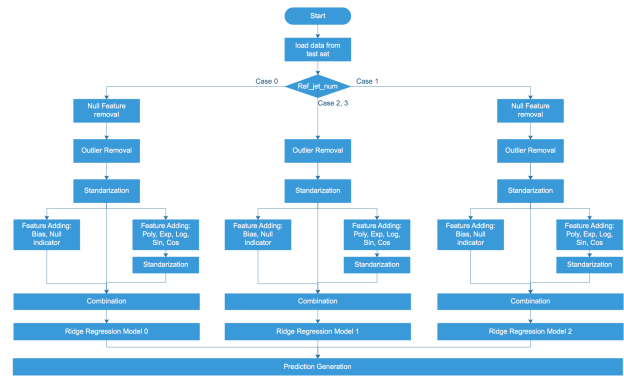 Start
load data from
test set
Case 0
Ref_jet_num
Case 1
Case 2, 3
Null Feature
removal
Null Feature
removal
Outlier Removal
Outlier Removal
Outlier Removal
Standarization
Standarization
Standarization
Feature Adding:
Bias, Null
indicator
Feature Adding:
Poly, Exp, Log,
Sin, Cos
Feature Adding:
Bias, Null
indicator
Feature Adding:
Poly, Exp, Log,
Sin, Cos
Feature Adding:
Bias, Null
indicator
Feature Adding:
Poly, Exp, Log,
Sin, Cos
Standarization
Standarization
Standarization
Combination
Combination
Combination
Ridge Regression Model 0
Ridge Regression Model 1
Ridge Regression Model 2
Prediction Generation